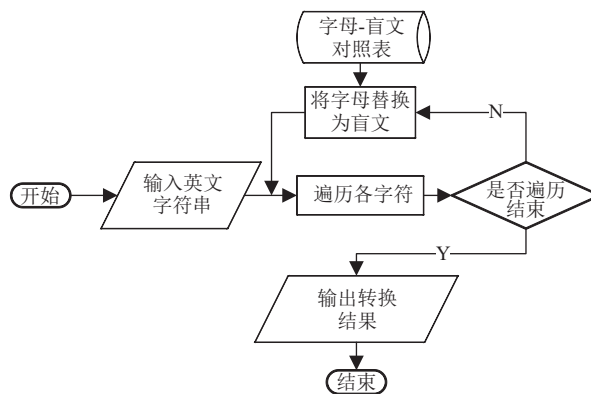 字母-盲文
对照表
将字母替换
为盲文
N
开始
输入英文
字符串
遍历各字符
是否遍历
结束
Y
输出转换
结果
结束